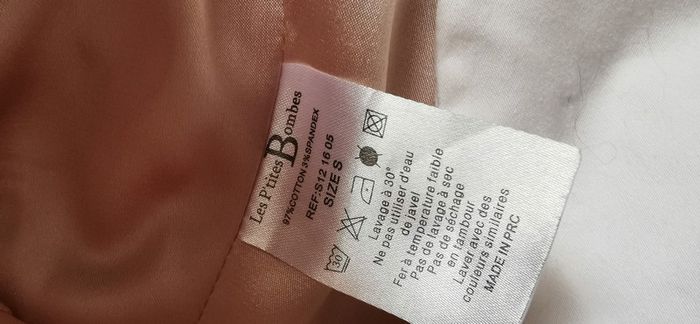 Les P'tites Bombes
97%COTTON 3%SPANDEX
REF:S12 16 05
SIZE S
30
Lavage à 30°
Ne pas utiliser d'eau
de javel
Fer à température faible
Pas de lavage à sec
Pas de séchage
en tambour
Laver avec des
couleurs similaires
MADE IN PRC